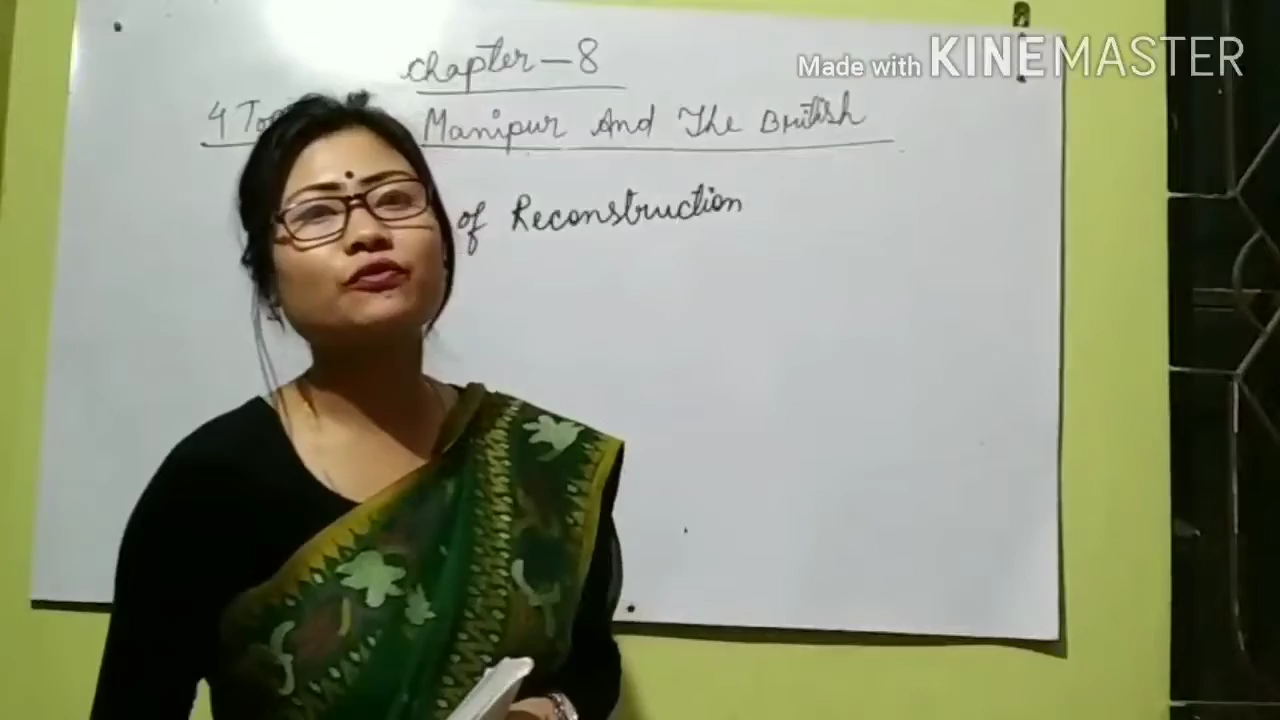 Chapter – 8
Made with KINEMASTER
4 Manipur And The British
of Reconstruction